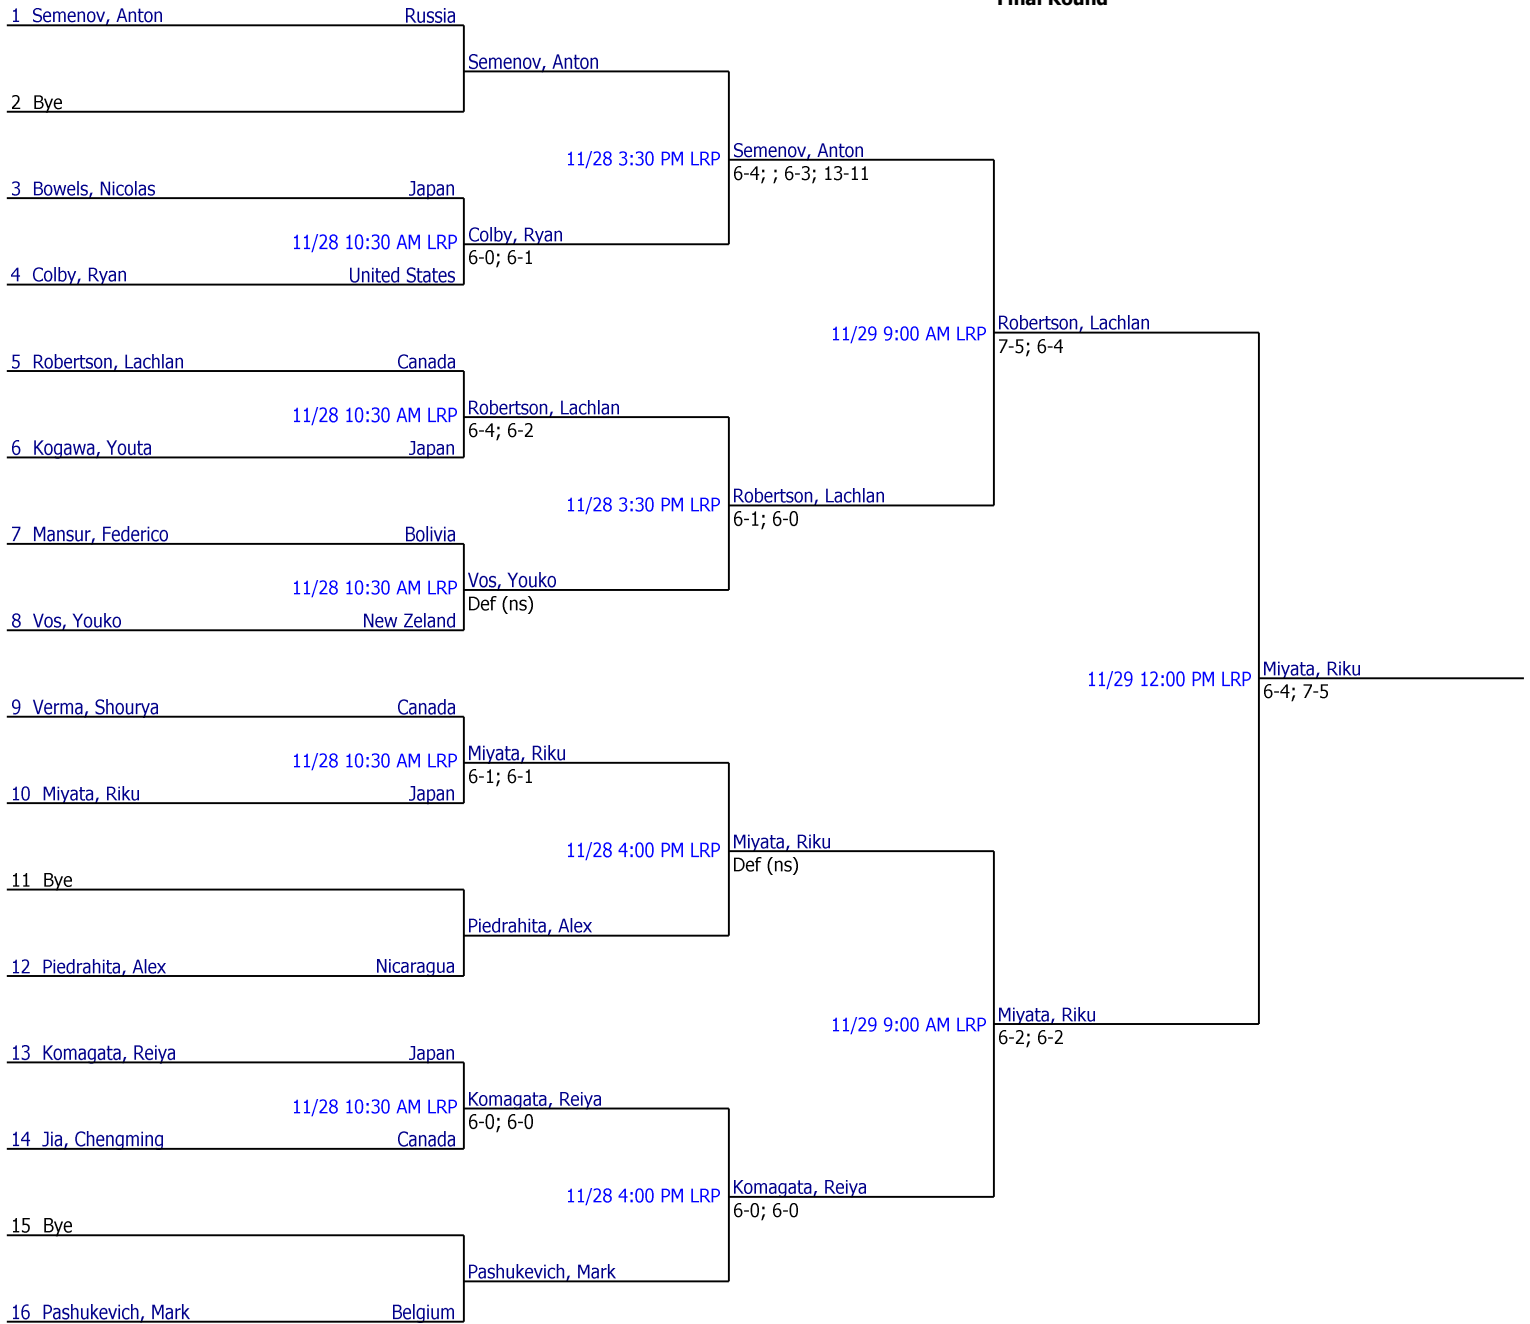 Final Round
1 Semenov, Anton Russia
Semenov, Anton
2 Bye
11/28 3:30 PM LRP Semenov, Anton
6-4; ; 6-3; 13-11
3 Bowels, Nicolas Japan
11/28 10:30 AM LRP Colby, Ryan
6-0; 6-1
4 Colby, Ryan United States
11/29 9:00 AM LRP Robertson, Lachlan
7-5; 6-4
5 Robertson, Lachlan Canada
11/28 10:30 AM LRP Robertson, Lachlan
6-4; 6-2
6 Kogawa, Youta Japan
11/28 3:30 PM LRP Robertson, Lachlan
6-1; 6-0
7 Mansur, Federico Bolivia
11/28 10:30 AM LRP Vos, Youko
Def (ns)
8 Vos, Youko New Zeland
11/29 12:00 PM LRP Miyata, Riku
6-4; 7-5
9 Verma, Shourya Canada
11/28 10:30 AM LRP Miyata, Riku
6-1; 6-1
10 Miyata, Riku Japan
11/28 4:00 PM LRP Miyata, Riku
Def (ns)
11 Bye
Piedrahita, Alex
12 Piedrahita, Alex Nicaragua
11/29 9:00 AM LRP Miyata, Riku
6-2; 6-2
13 Komagata, Reiya Japan
11/28 10:30 AM LRP Komagata, Reiya
6-0; 6-0
14 Jia, Chengming Canada
11/28 4:00 PM LRP Komagata, Reiya
6-0; 6-0
15 Bye
Pashukevich, Mark
16 Pashukevich, Mark Belgium